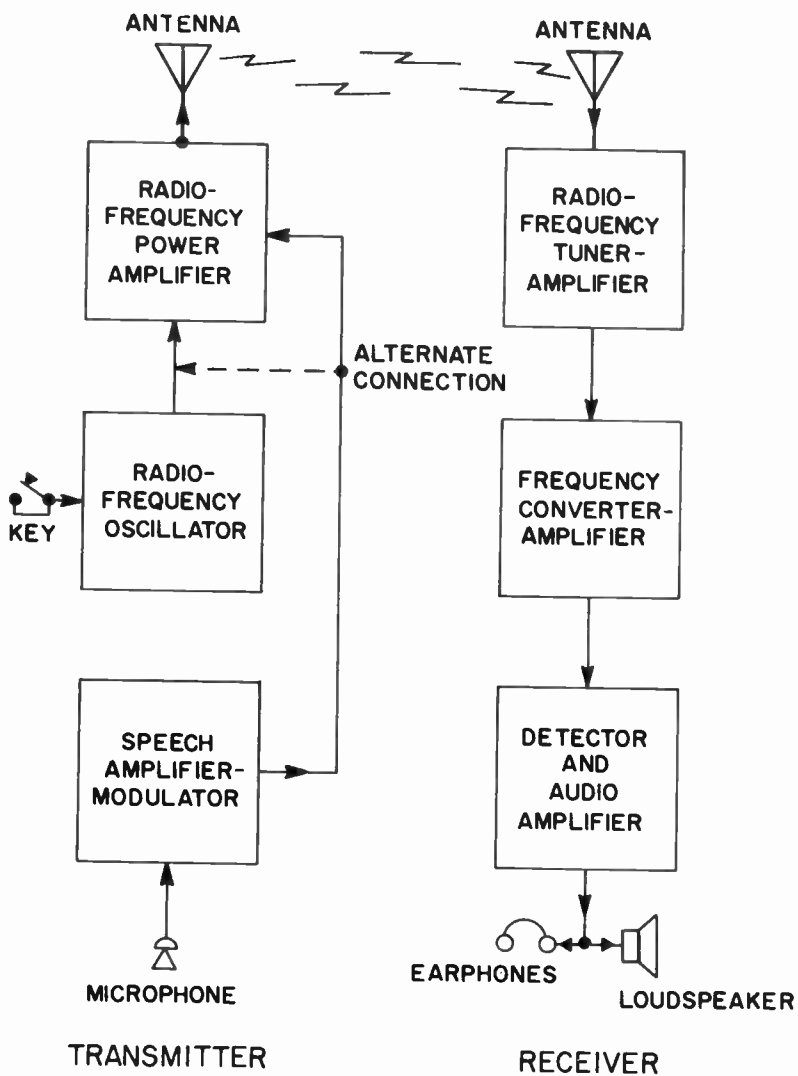 ANTENNA
RADIO-
FREQUENCY
POWER
AMPLIFIER
ALTERNATE
CONNECTION
RADIO-
FREQUENCY
OSCILLATOR
KEY
SPEECH
AMPLIFIER-
MODULATOR
MICROPHONE
TRANSMITTER
ANTENNA
RADIO-
FREQUENCY
TUNER-
AMPLIFIER
FREQUENCY
CONVERTER-
AMPLIFIER
DETECTOR
AND
AUDIO
AMPLIFIER
EARPHONES
LOUDSPEAKER
RECEIVER